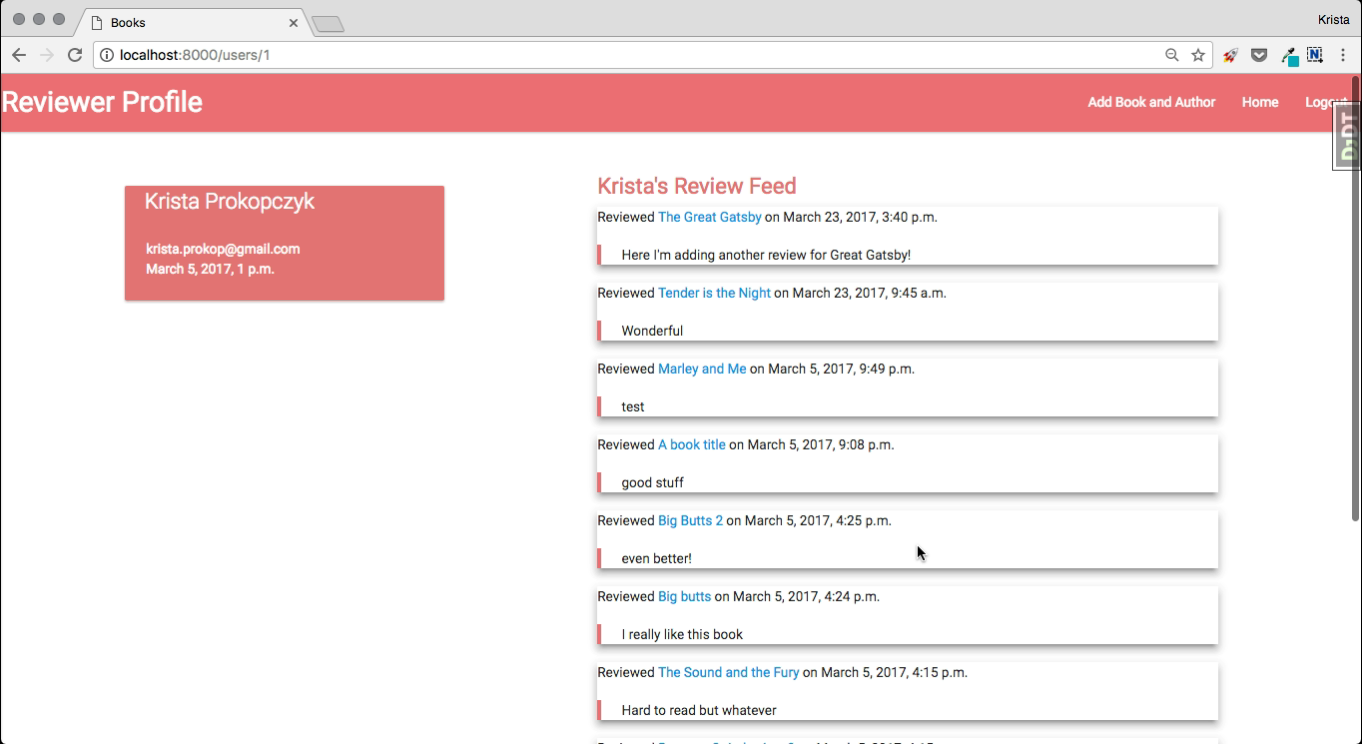 Books
Krista
localhost:8000/users/1
Reviewer Profile
Add Book and Author
Home
Logout
DjDT
Krista Prokopczyk
krista.prokop@gmail.com
March 5, 2017, 1 p.m.
Krista's Review Feed
Reviewed The Great Gatsby on March 23, 2017, 3:40 p.m.
Here I'm adding another review for Great Gatsby!
Reviewed Tender is the Night on March 23, 2017, 9:45 a.m.
Wonderful
Reviewed Marley and Me on March 5, 2017, 9:49 p.m.
test
Reviewed A book title on March 5, 2017, 9:08 p.m.
good stuff
Reviewed Big Butts 2 on March 5, 2017, 4:25 p.m.
even better!
Reviewed Big butts on March 5, 2017, 4:24 p.m.
I really like this book
Reviewed The Sound and the Fury on March 5, 2017, 4:15 p.m.
Hard to read but whatever